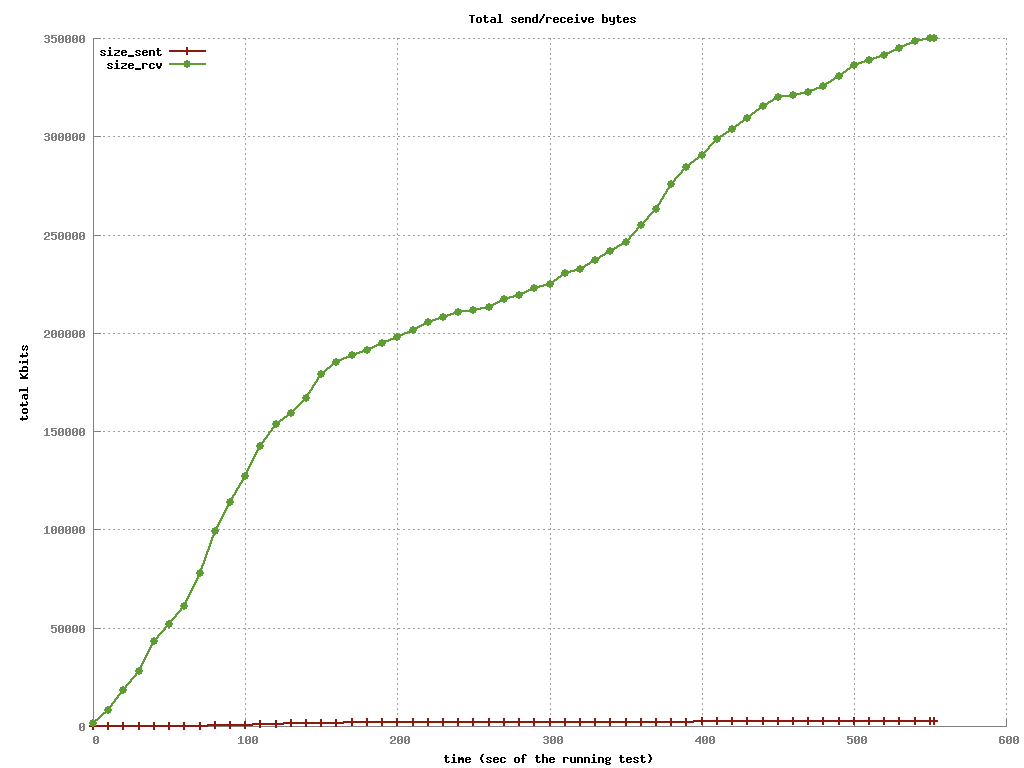 Total send/receive bytes
size_sent
size_rcv
350000
300000
250000
200000
150000
100000
50000
0
total Kbits
0 100 200 300 400 500 600
time (sec of the running test)